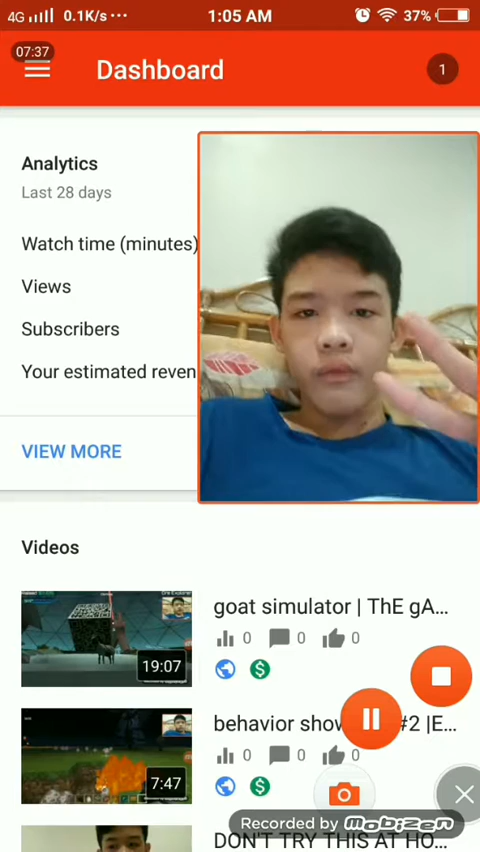 4G 0.1K/s ··· 1:05 AM 37%
07:37
Dashboard 1
Analytics
Last 28 days
Watch time (minutes)
Views
Subscribers
Your estimated reven
VIEW MORE
Videos
goat simulator | ThE gA...
0 0 0
19:07
behavior show #2 |E...
0 0 0
7:47
Recorded by mobizen
DON'T TRY THIS AT HO...